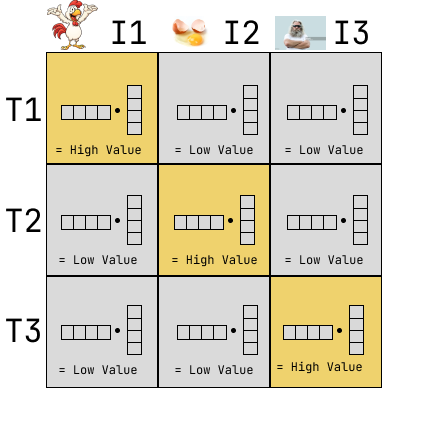 I1 I2 I3
T1
= High Value = Low Value = Low Value
T2
= Low Value = High Value = Low Value
T3
= Low Value = Low Value = High Value